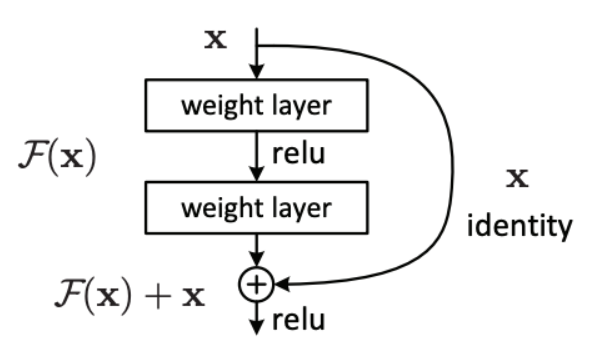 x
weight layer
F(x)
relu
x
weight layer
identity
F(x) + x
+
relu